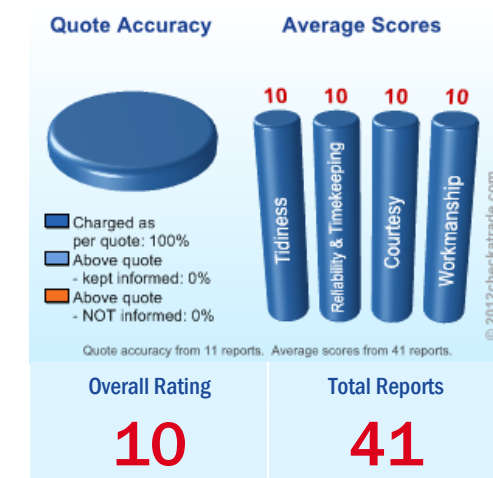 Quote Accuracy
Average Scores
10 10 10 10
Tidiness
Reliability & Timekeeping
Courtesy
Workmanship
Charged as
per quote: 100%
Above quote
- kept informed: 0%
Above quote
- NOT informed: 0%
© 2012checkatrade.com
Quote accuracy from 11 reports. Average scores from 41 reports.
Overall Rating
10
Total Reports
41